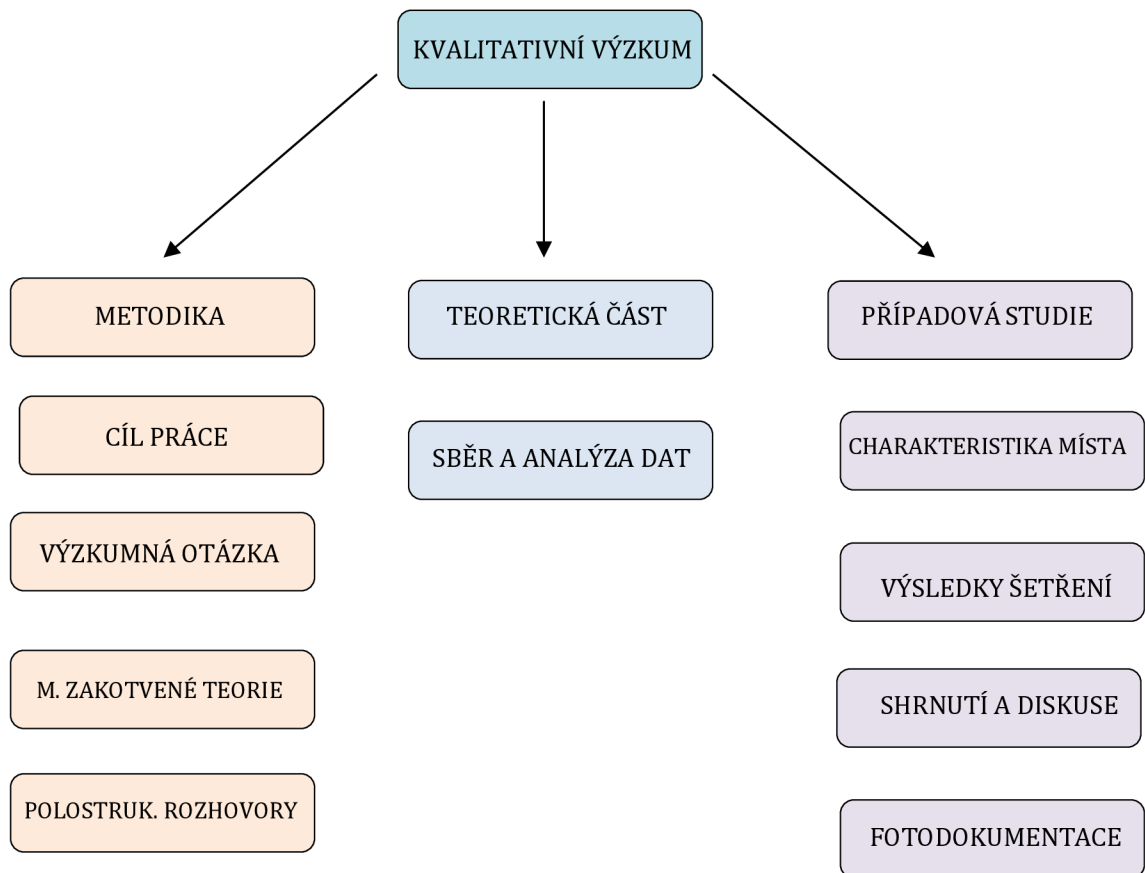 KVALITATIVNÍ VÝZKUM
METODIKA
CÍL PRÁCE
VÝZKUMNÁ OTÁZKA
M. ZAKOTVENÉ TEORIE
POLOSTRUK. ROZHOVORY
TEORETICKÁ ČÁST
SBĚR A ANALÝZA DAT
PŘÍPADOVÁ STUDIE
CHARAKTERISTIKA MÍSTA
VÝSLEDKY ŠETŘENÍ
SHRNUTÍ A DISKUSE
FOTODOKUMENTACE